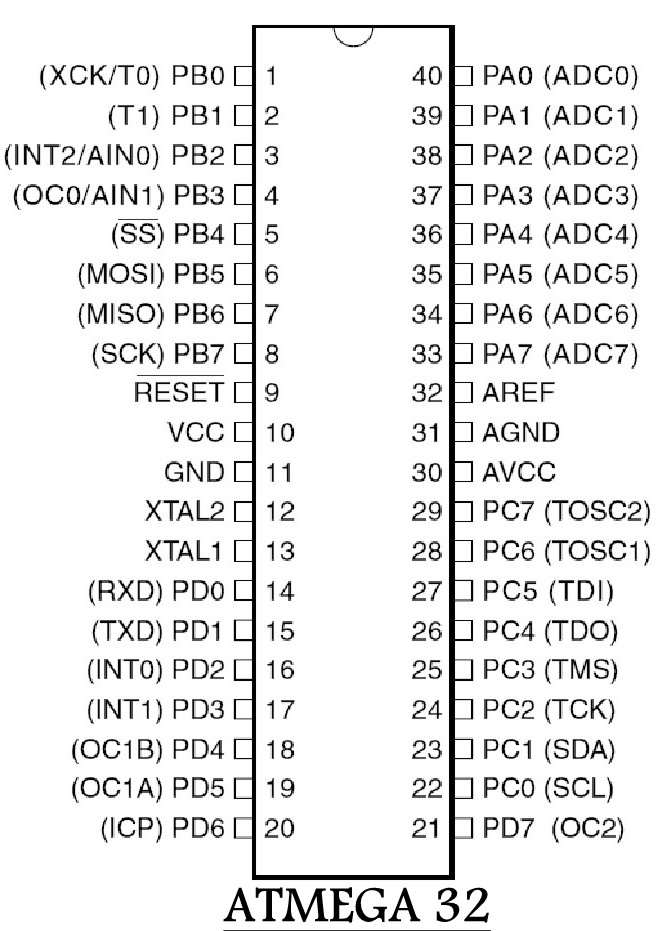 (XCK/T0) PB0 1 40 PA0 (ADC0)
(T1) PB1 2 39 PA1 (ADC1)
(INT2/AIN0) PB2 3 38 PA2 (ADC2)
(OC0/AIN1) PB3 4 37 PA3 (ADC3)
(S̅S̅) PB4 5 36 PA4 (ADC4)
(MOSI) PB5 6 35 PA5 (ADC5)
(MISO) PB6 7 34 PA6 (ADC6)
(SCK) PB7 8 33 PA7 (ADC7)
R̅E̅S̅E̅T̅ 9 32 AREF
VCC 10 31 AGND
GND 11 30 AVCC
XTAL2 12 29 PC7 (TOSC2)
XTAL1 13 28 PC6 (TOSC1)
(RXD) PD0 14 27 PC5 (TDI)
(TXD) PD1 15 26 PC4 (TDO)
(INT0) PD2 16 25 PC3 (TMS)
(INT1) PD3 17 24 PC2 (TCK)
(OC1B) PD4 18 23 PC1 (SDA)
(OC1A) PD5 19 22 PC0 (SCL)
(ICP) PD6 20 21 PD7 (OC2)
ATMEGA 32